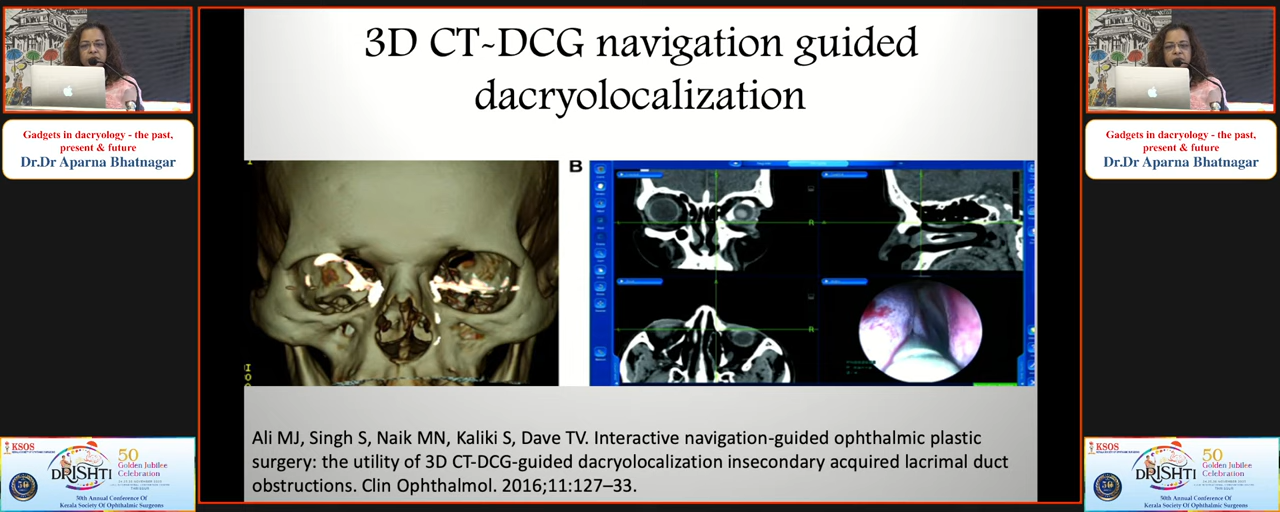 3D CT-DCG navigation guided
dacryolocalization
B
Ali MJ, Singh S, Naik MN, Kaliki S, Dave TV. Interactive navigation-guided ophthalmic plastic
surgery: the utility of 3D CT-DCG-guided dacryolocalization insecondary acquired lacrimal duct
obstructions. Clin Ophthalmol. 2016;11:127–33.
Gadgets in dacryology - the past,
present & future
Dr.Dr Aparna Bhatnagar
Gadgets in dacryology - the past,
present & future
Dr.Dr Aparna Bhatnagar
KSOS
DRISHTI
50
Golden Jubilee
Celebration
50th Annual Conference Of
Kerala Society Of Ophthalmic Surgeons
KSOS
DRISHTI
50
Golden Jubilee
Celebration
50th Annual Conference Of
Kerala Society Of Ophthalmic Surgeons